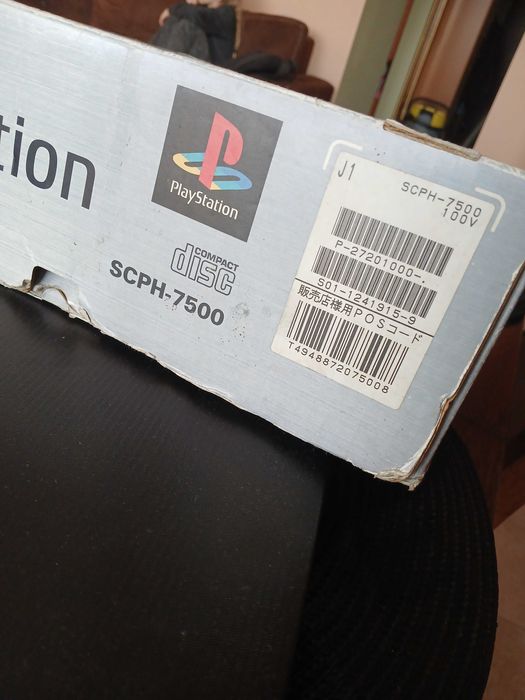 tion
PlayStation
COMPACT
disc
SCPH-7500
J1
SCPH-7500
100V
P-27201000-.
S01-1241915-9
販売店様用POSコード
T4948872075008